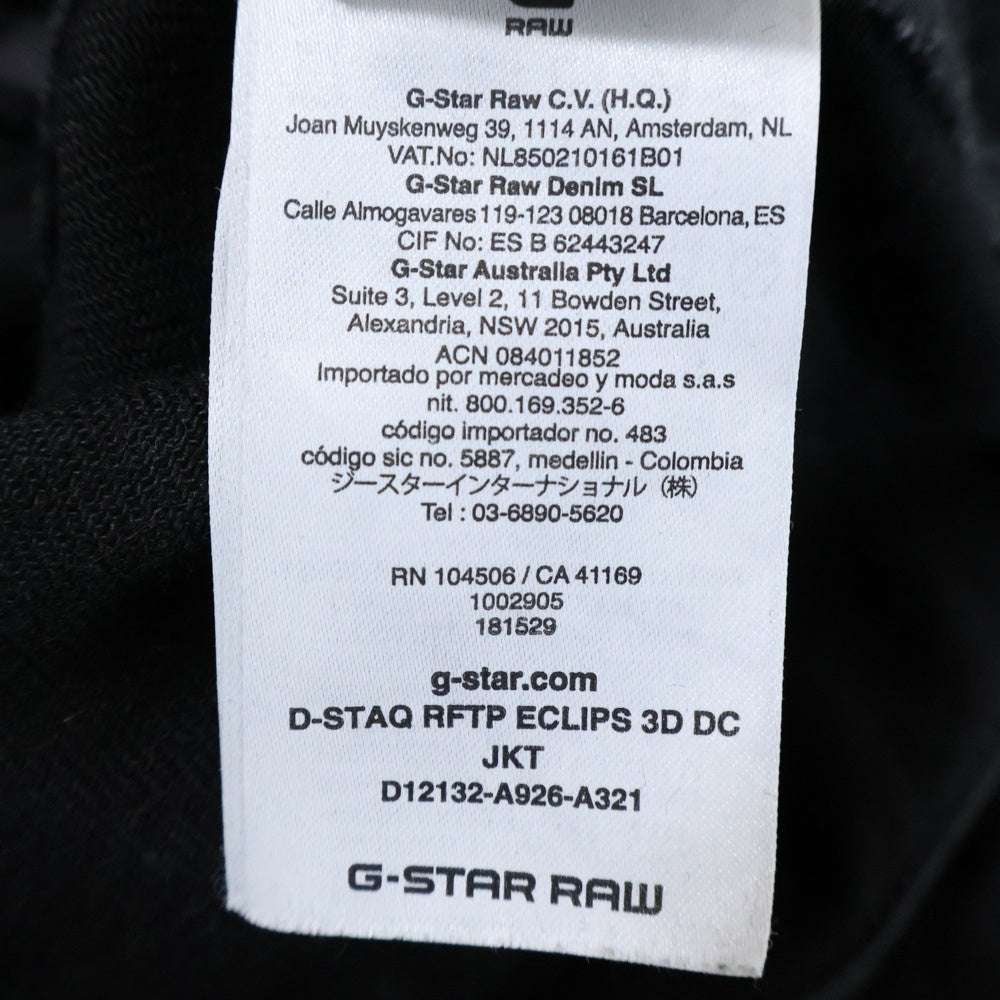 RAW
G-Star Raw C.V. (H.Q.)
Joan Muyskenweg 39, 1114 AN, Amsterdam, NL
VAT.No: NL850210161B01
G-Star Raw Denim SL
Calle Almogavares 119-123 08018 Barcelona, ES
CIF No: ES B 62443247
G-Star Australia Pty Ltd
Suite 3, Level 2, 11 Bowden Street,
Alexandria, NSW 2015, Australia
ACN 084011852
Importado por mercadeo y moda s.a.s
nit. 800.169.352-6
código importador no. 483
código sic no. 5887, medellin - Colombia
ジースターインターナショナル (株)
Tel : 03-6890-5620
RN 104506 / CA 41169
1002905
181529
g-star.com
D-STAQ RFTP ECLIPS 3D DC
JKT
D12132-A926-A321
G-STAR RAW